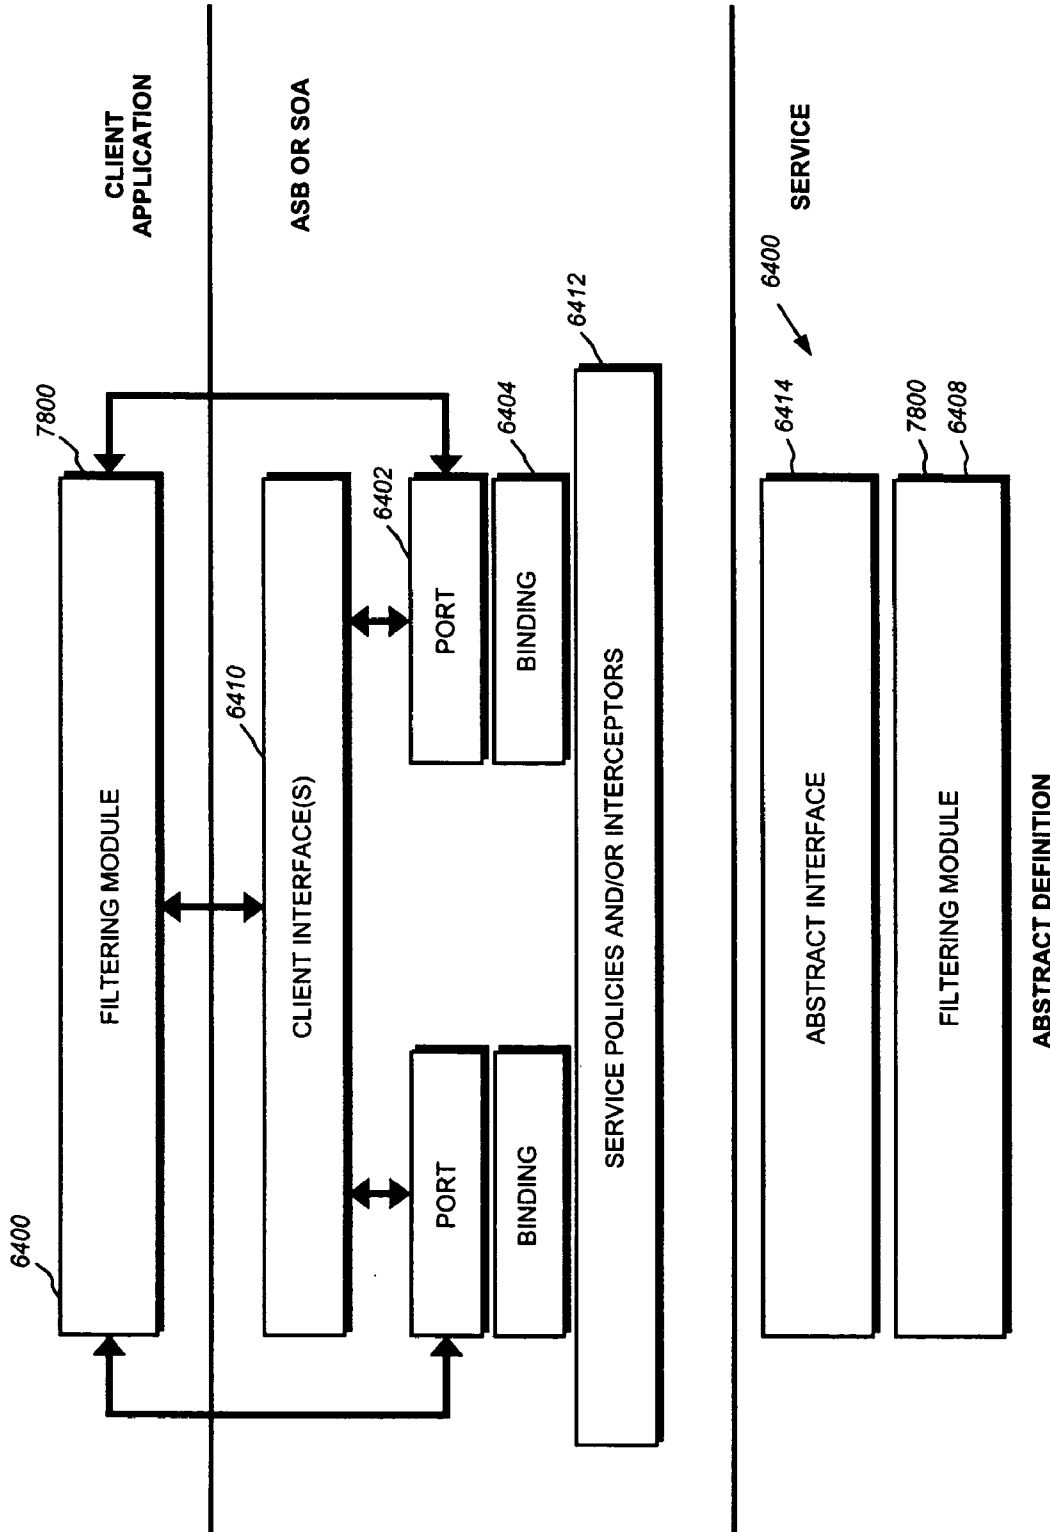 CLIENT
APPLICATION
6400
7800
FILTERING MODULE
ASB OR SOA
6410
CLIENT INTERFACE(S)
6402
PORT
PORT
6404
BINDING
BINDING
6412
SERVICE POLICIES AND/OR INTERCEPTORS
SERVICE
6400
6414
ABSTRACT INTERFACE
7800
6408
FILTERING MODULE
ABSTRACT DEFINITION